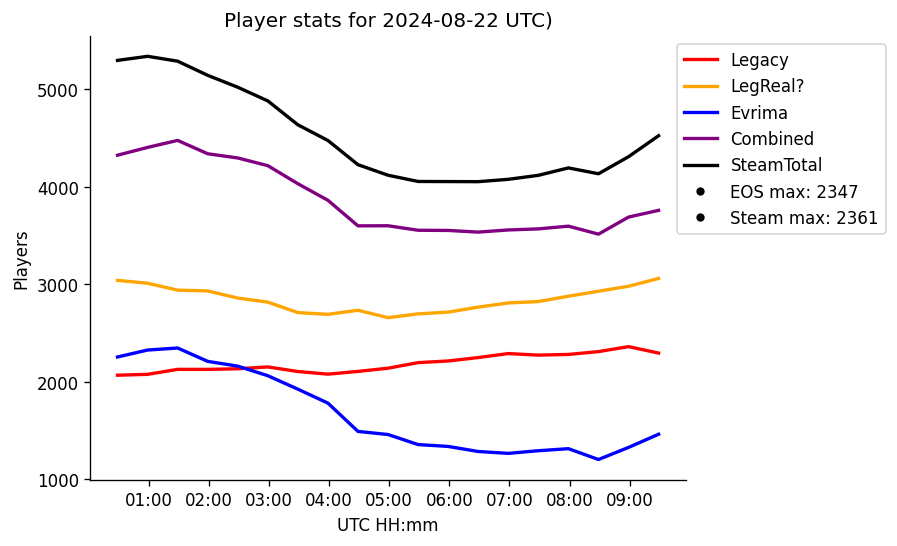 Player stats for 2024-08-22 UTC)
Legacy
LegReal?
Evrima
Combined
SteamTotal
EOS max: 2347
Steam max: 2361
Players
5000
4000
3000
2000
1000
01:00 02:00 03:00 04:00 05:00 06:00 07:00 08:00 09:00
UTC HH:mm